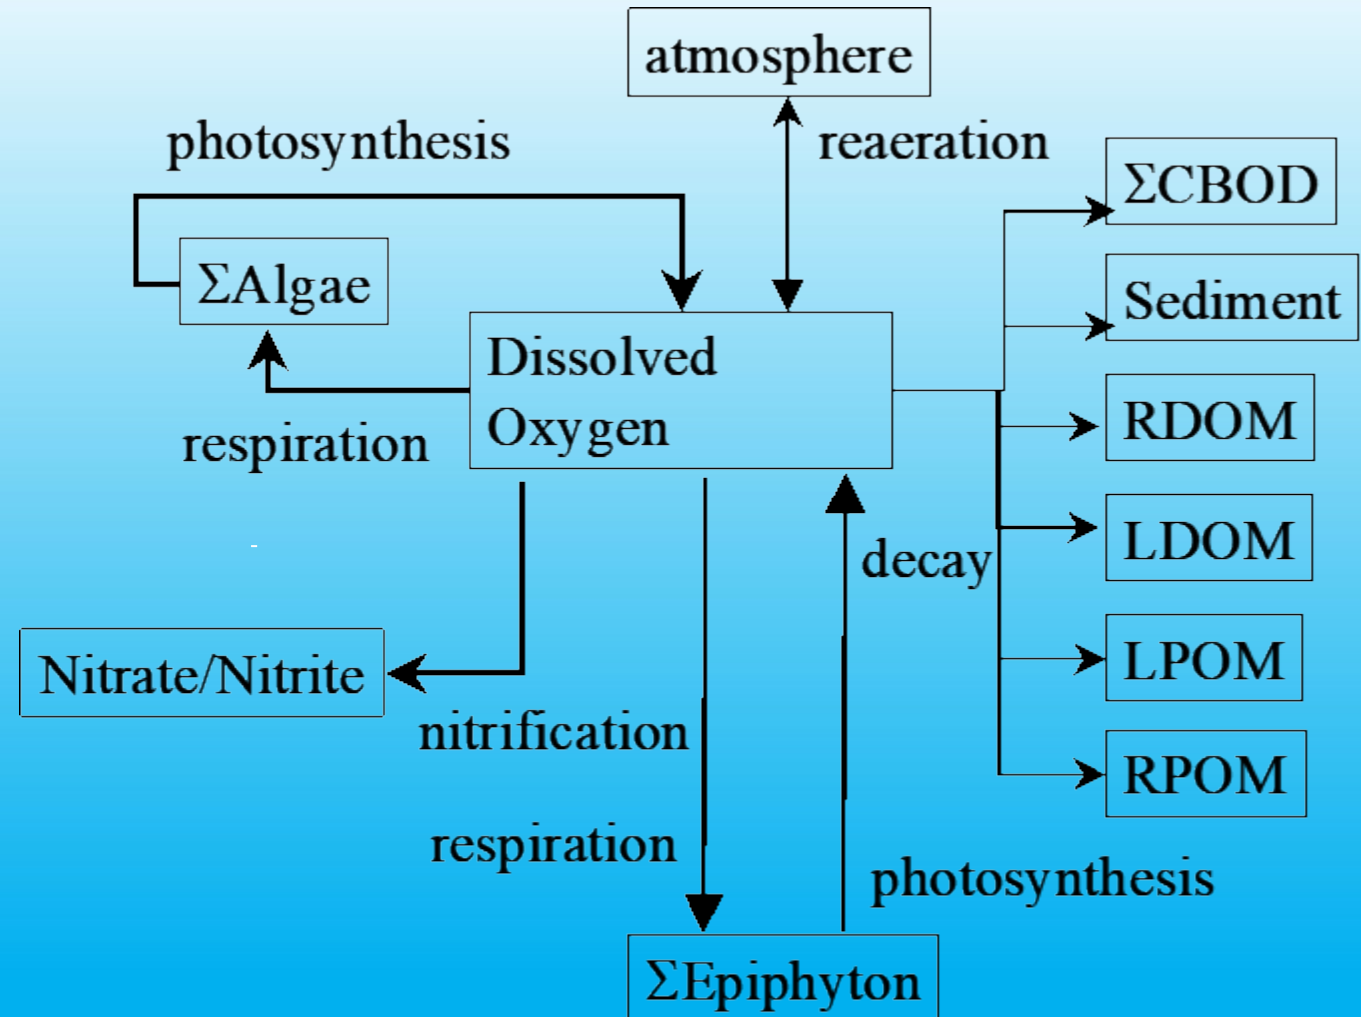 atmosphere
photosynthesis
reaeration
ΣCBOD
ΣAlgae
Sediment
Dissolved
Oxygen
RDOM
respiration
LDOM
decay
Nitrate/Nitrite
LPOM
nitrification
RPOM
respiration
photosynthesis
ΣEpiphyton